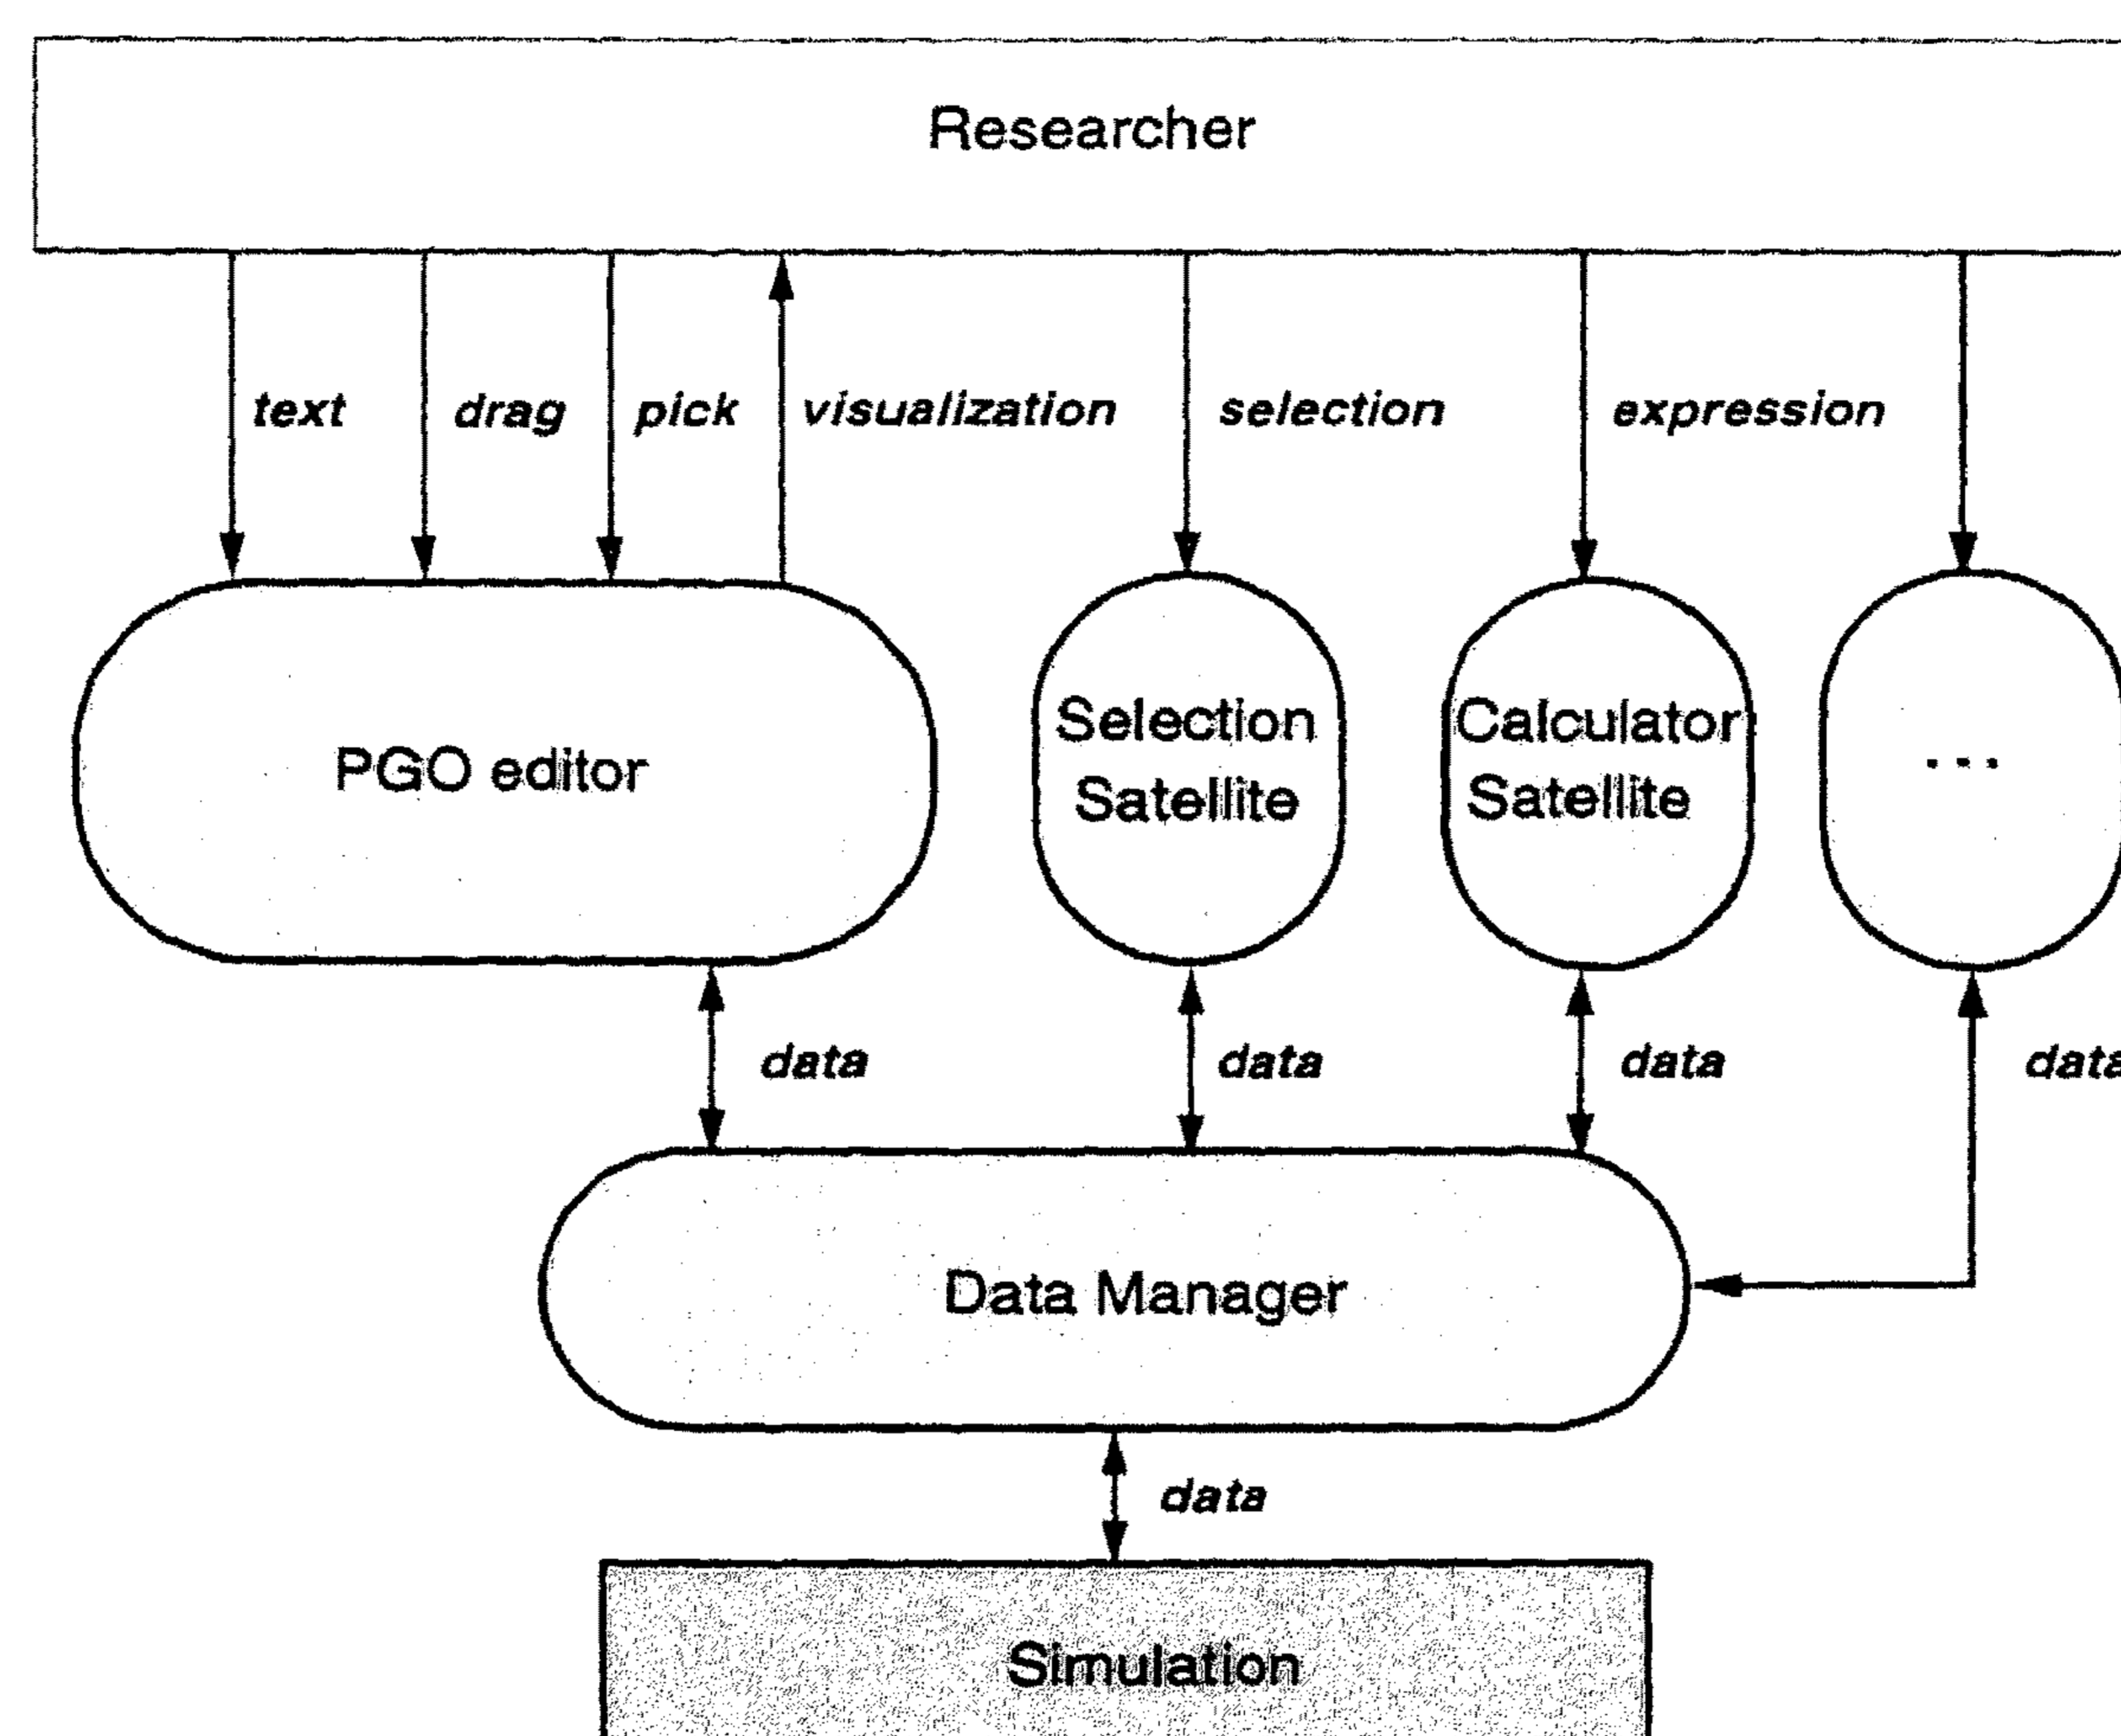 Researcher
text drag pick visualization selection expression
PGO editor
Selection
Satellite
Calculator
Satellite
...
data data data data
Data Manager
data
Simulation